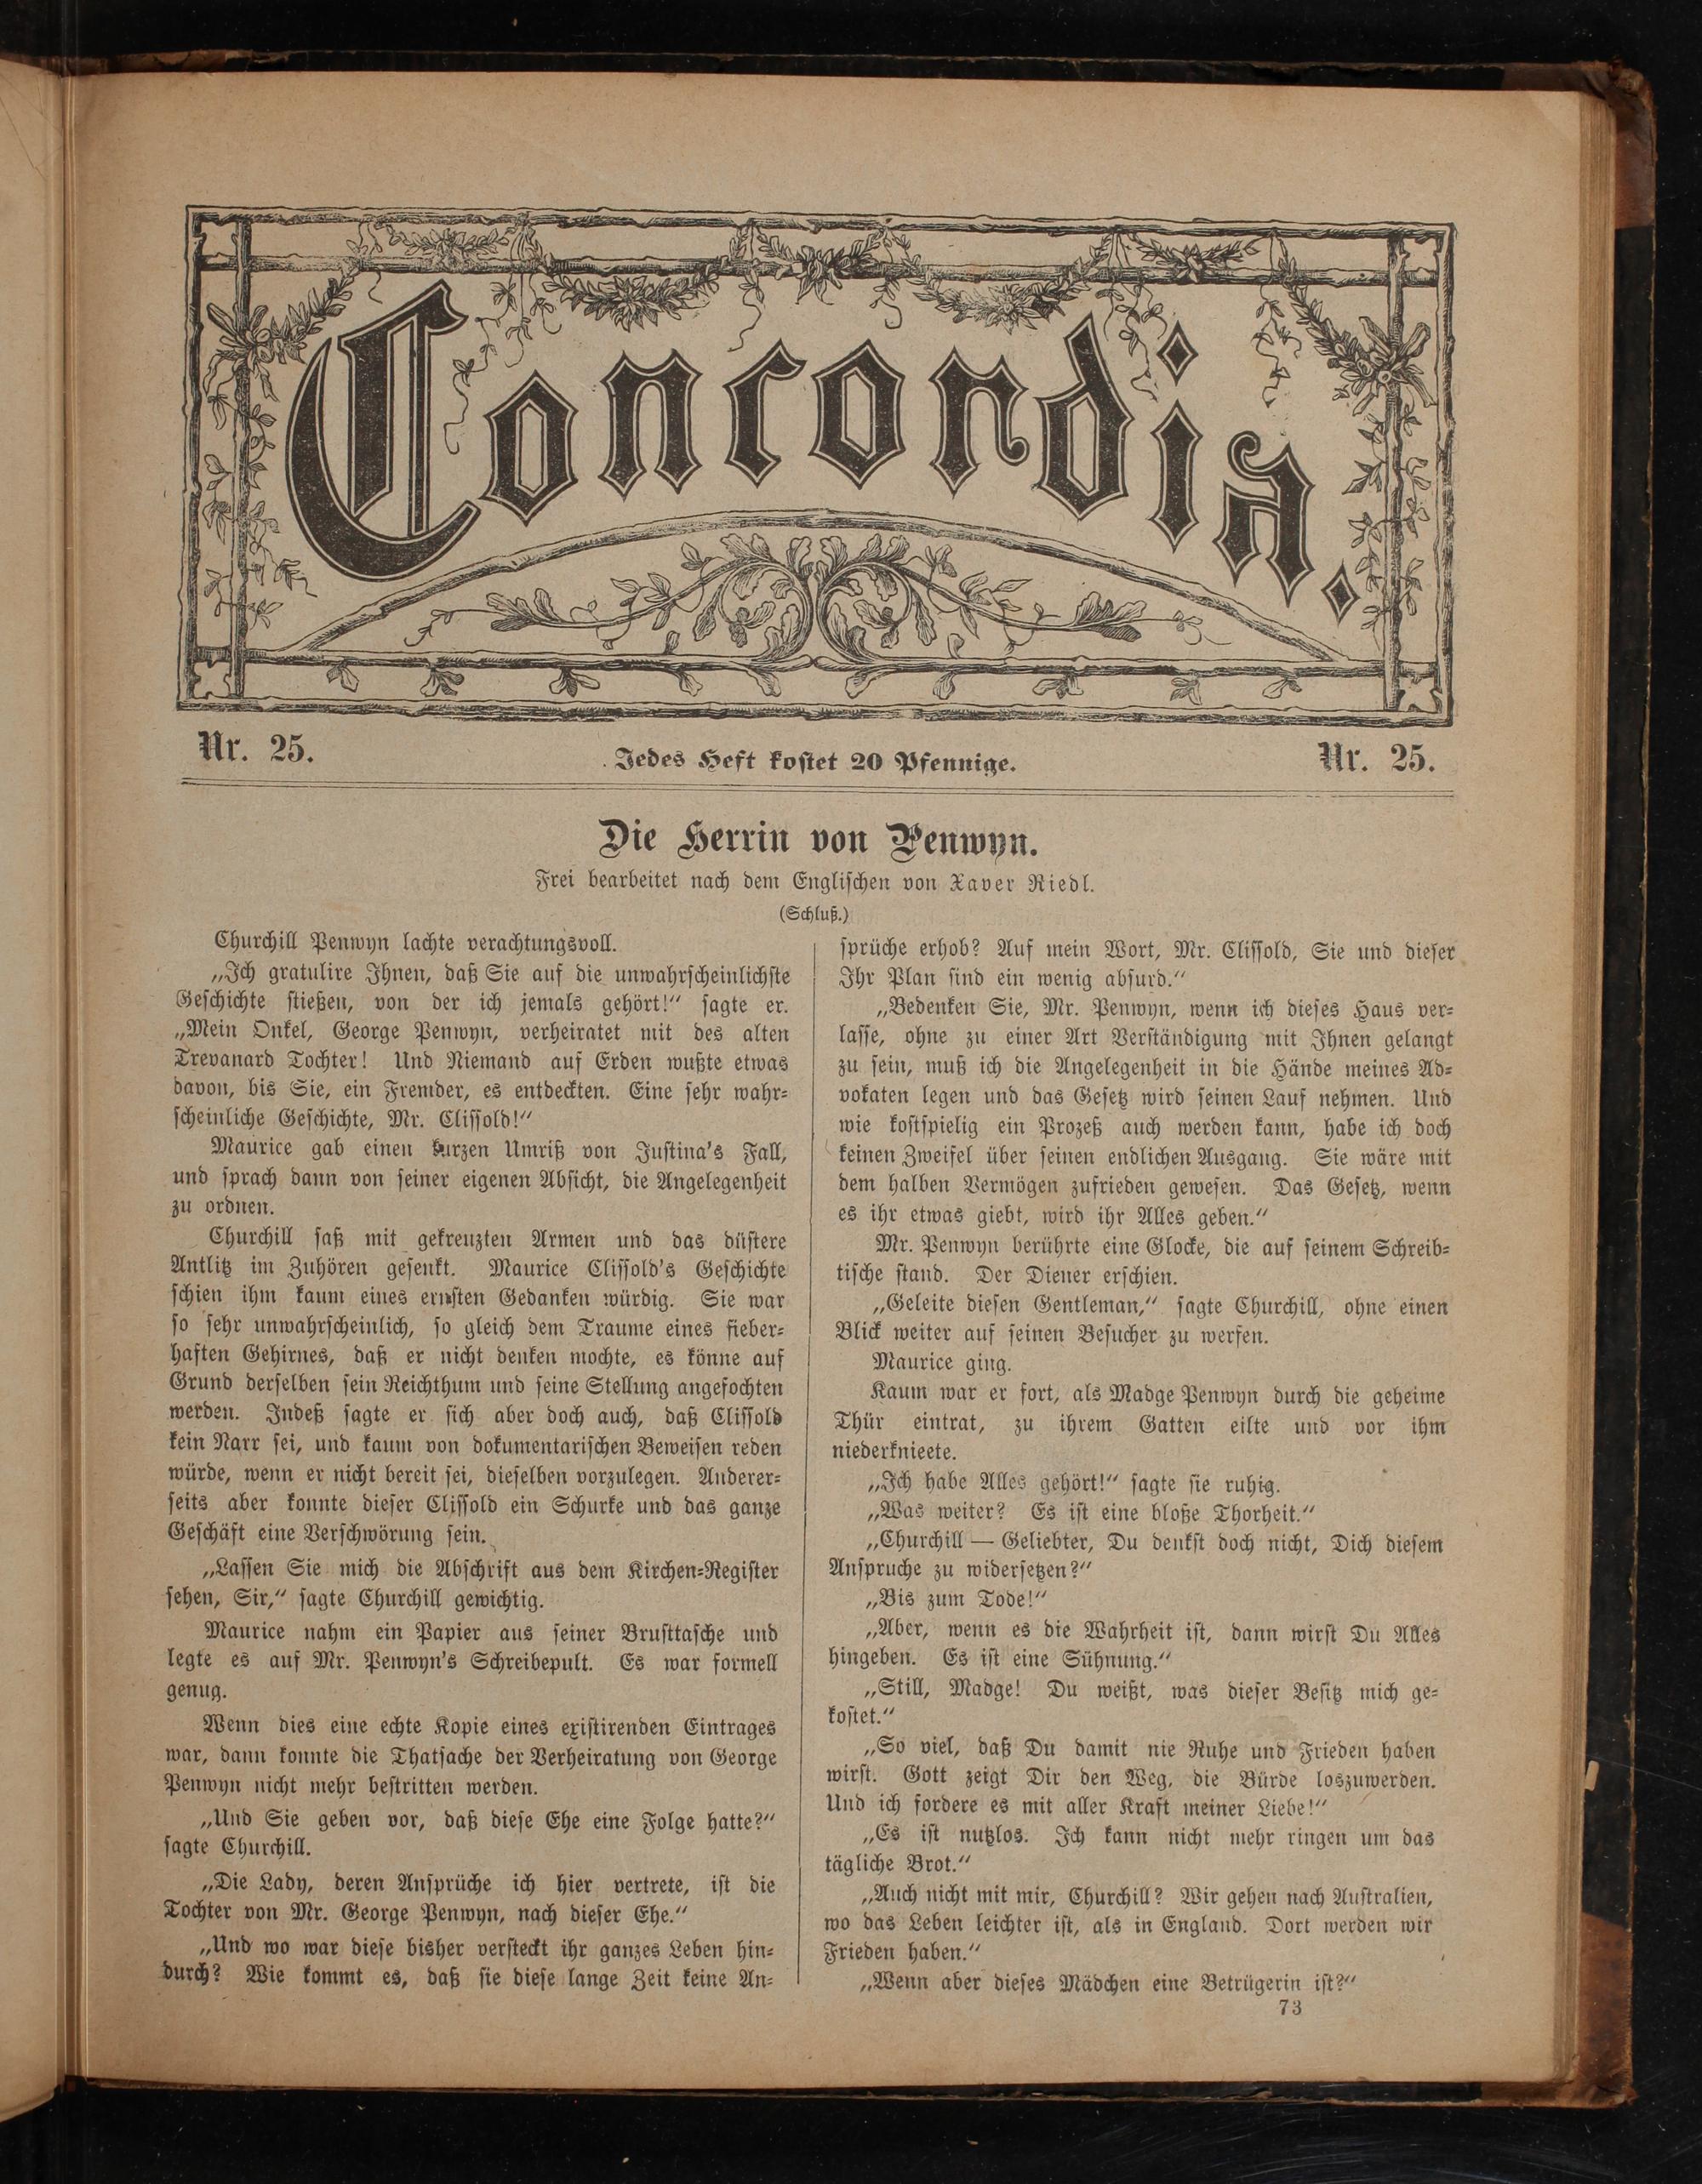 Concordia.
Nr. 25.
Jedes Heft kostet 20 Pfennige.
Nr. 25.
Die Herrin von Penwyn.
Frei bearbeitet nach dem Englischen von Xaver Riedl.
(Schluß.)
Churchill Penwyn lachte verachtungsvoll.
„Ich gratulire Ihnen, daß Sie auf die unwahrscheinlichste
Geschichte stießen, von der ich jemals gehört!“ sagte er.
„Mein Onkel, George Penwyn, verheiratet mit des alten
Trevanard Tochter! Und Niemand auf Erden wußte etwas
davon, bis Sie, ein Fremder, es entdeckten. Eine sehr wahr-
scheinliche Geschichte, Mr. Clissold!“
Maurice gab einen kurzen Umriß von Justina's Fall,
und sprach dann von seiner eigenen Absicht, die Angelegenheit
zu ordnen.
Churchill saß mit gekreuzten Armen und das düstere
Antlitz im Zuhören gesenkt. Maurice Clissold's Geschichte
schien ihm kaum eines ernsten Gedanken würdig. Sie war
so sehr unwahrscheinlich, so gleich dem Traume eines fieber-
haften Gehirnes, daß er nicht denken mochte, es könne auf
Grund derselben sein Reichthum und seine Stellung angefochten
werden. Indeß sagte er sich aber doch auch, daß Clissold
kein Narr sei, und kaum von dokumentarischen Beweisen reden
würde, wenn er nicht bereit sei, dieselben vorzulegen. Anderer-
seits aber konnte dieser Clissold ein Schurke und das ganze
Geschäft eine Verschwörung sein.
„Lassen Sie mich die Abschrift aus dem Kirchen-Register
sehen, Sir,“ sagte Churchill gewichtig.
Maurice nahm ein Papier aus seiner Brusttasche und
legte es auf Mr. Penwyn's Schreibepult. Es war formell
genug.
Wenn dies eine echte Kopie eines existirenden Eintrages
war, dann konnte die Thatsache der Verheiratung von George
Penwyn nicht mehr bestritten werden.
„Und Sie geben vor, daß diese Ehe eine Folge hatte?“
sagte Churchill.
„Die Lady, deren Ansprüche ich hier vertrete, ist die
Tochter von Mr. George Penwyn, nach dieser Ehe.“
„Und wo war diese bisher versteckt ihr ganzes Leben hin-
durch? Wie kommt es, daß sie diese lange Zeit keine An-
sprüche erhob? Auf mein Wort, Mr. Clissold, Sie und dieser
Ihr Plan sind ein wenig absurd.“
„Bedenken Sie, Mr. Penwyn, wenn ich dieses Haus ver-
lasse, ohne zu einer Art Verständigung mit Ihnen gelangt
zu sein, muß ich die Angelegenheit in die Hände meines Ad-
vokaten legen und das Gesetz wird seinen Lauf nehmen. Und
wie kostspielig ein Prozeß auch werden kann, habe ich doch
keinen Zweifel über seinen endlichen Ausgang. Sie wäre mit
dem halben Vermögen zufrieden gewesen. Das Gesetz, wenn
es ihr etwas giebt, wird ihr Alles geben.“
Mr. Penwyn berührte eine Glocke, die auf seinem Schreib-
tische stand. Der Diener erschien.
„Geleite diesen Gentleman,“ sagte Churchill, ohne einen
Blick weiter auf seinen Besucher zu werfen.
Maurice ging.
Kaum war er fort, als Madge Penwyn durch die geheime
Thür eintrat, zu ihrem Gatten eilte und vor ihm
niederknieete.
„Ich habe Alles gehört!“ sagte sie ruhig.
„Was weiter? Es ist eine bloße Thorheit.“
„Churchill — Geliebter, Du denkst doch nicht, Dich diesem
Anspruche zu widersetzen?“
„Bis zum Tode!“
„Aber, wenn es die Wahrheit ist, dann wirst Du Alles
hingeben. Es ist eine Sühnung.“
„Still, Madge! Du weißt, was dieser Besitz mich ge-
kostet.“
„So viel, daß Du damit nie Ruhe und Frieden haben
wirst. Gott zeigt Dir den Weg, die Bürde loszuwerden.
Und ich fordere es mit aller Kraft meiner Liebe!“
„Es ist nutzlos. Ich kann nicht mehr ringen um das
tägliche Brot.“
„Auch nicht mit mir, Churchill? Wir gehen nach Australien,
wo das Leben leichter ist, als in England. Dort werden wir
Frieden haben.“
„Wenn aber dieses Mädchen eine Betrügerin ist?“
73